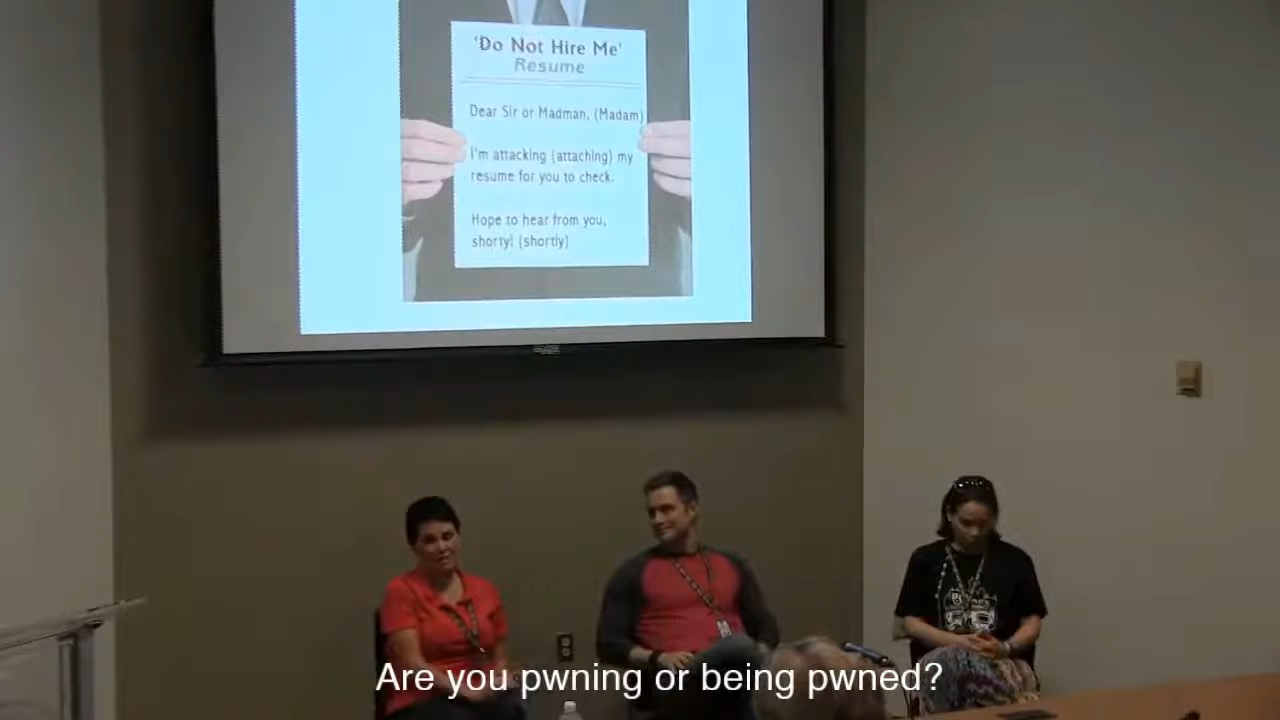 'Do Not Hire Me'
Resume
Dear Sir or Madman, (Madam)
I'm attacking (attaching) my
resume for you to check.
Hope to hear from you,
shorty! (shortly)
Are you pwning or being pwned?